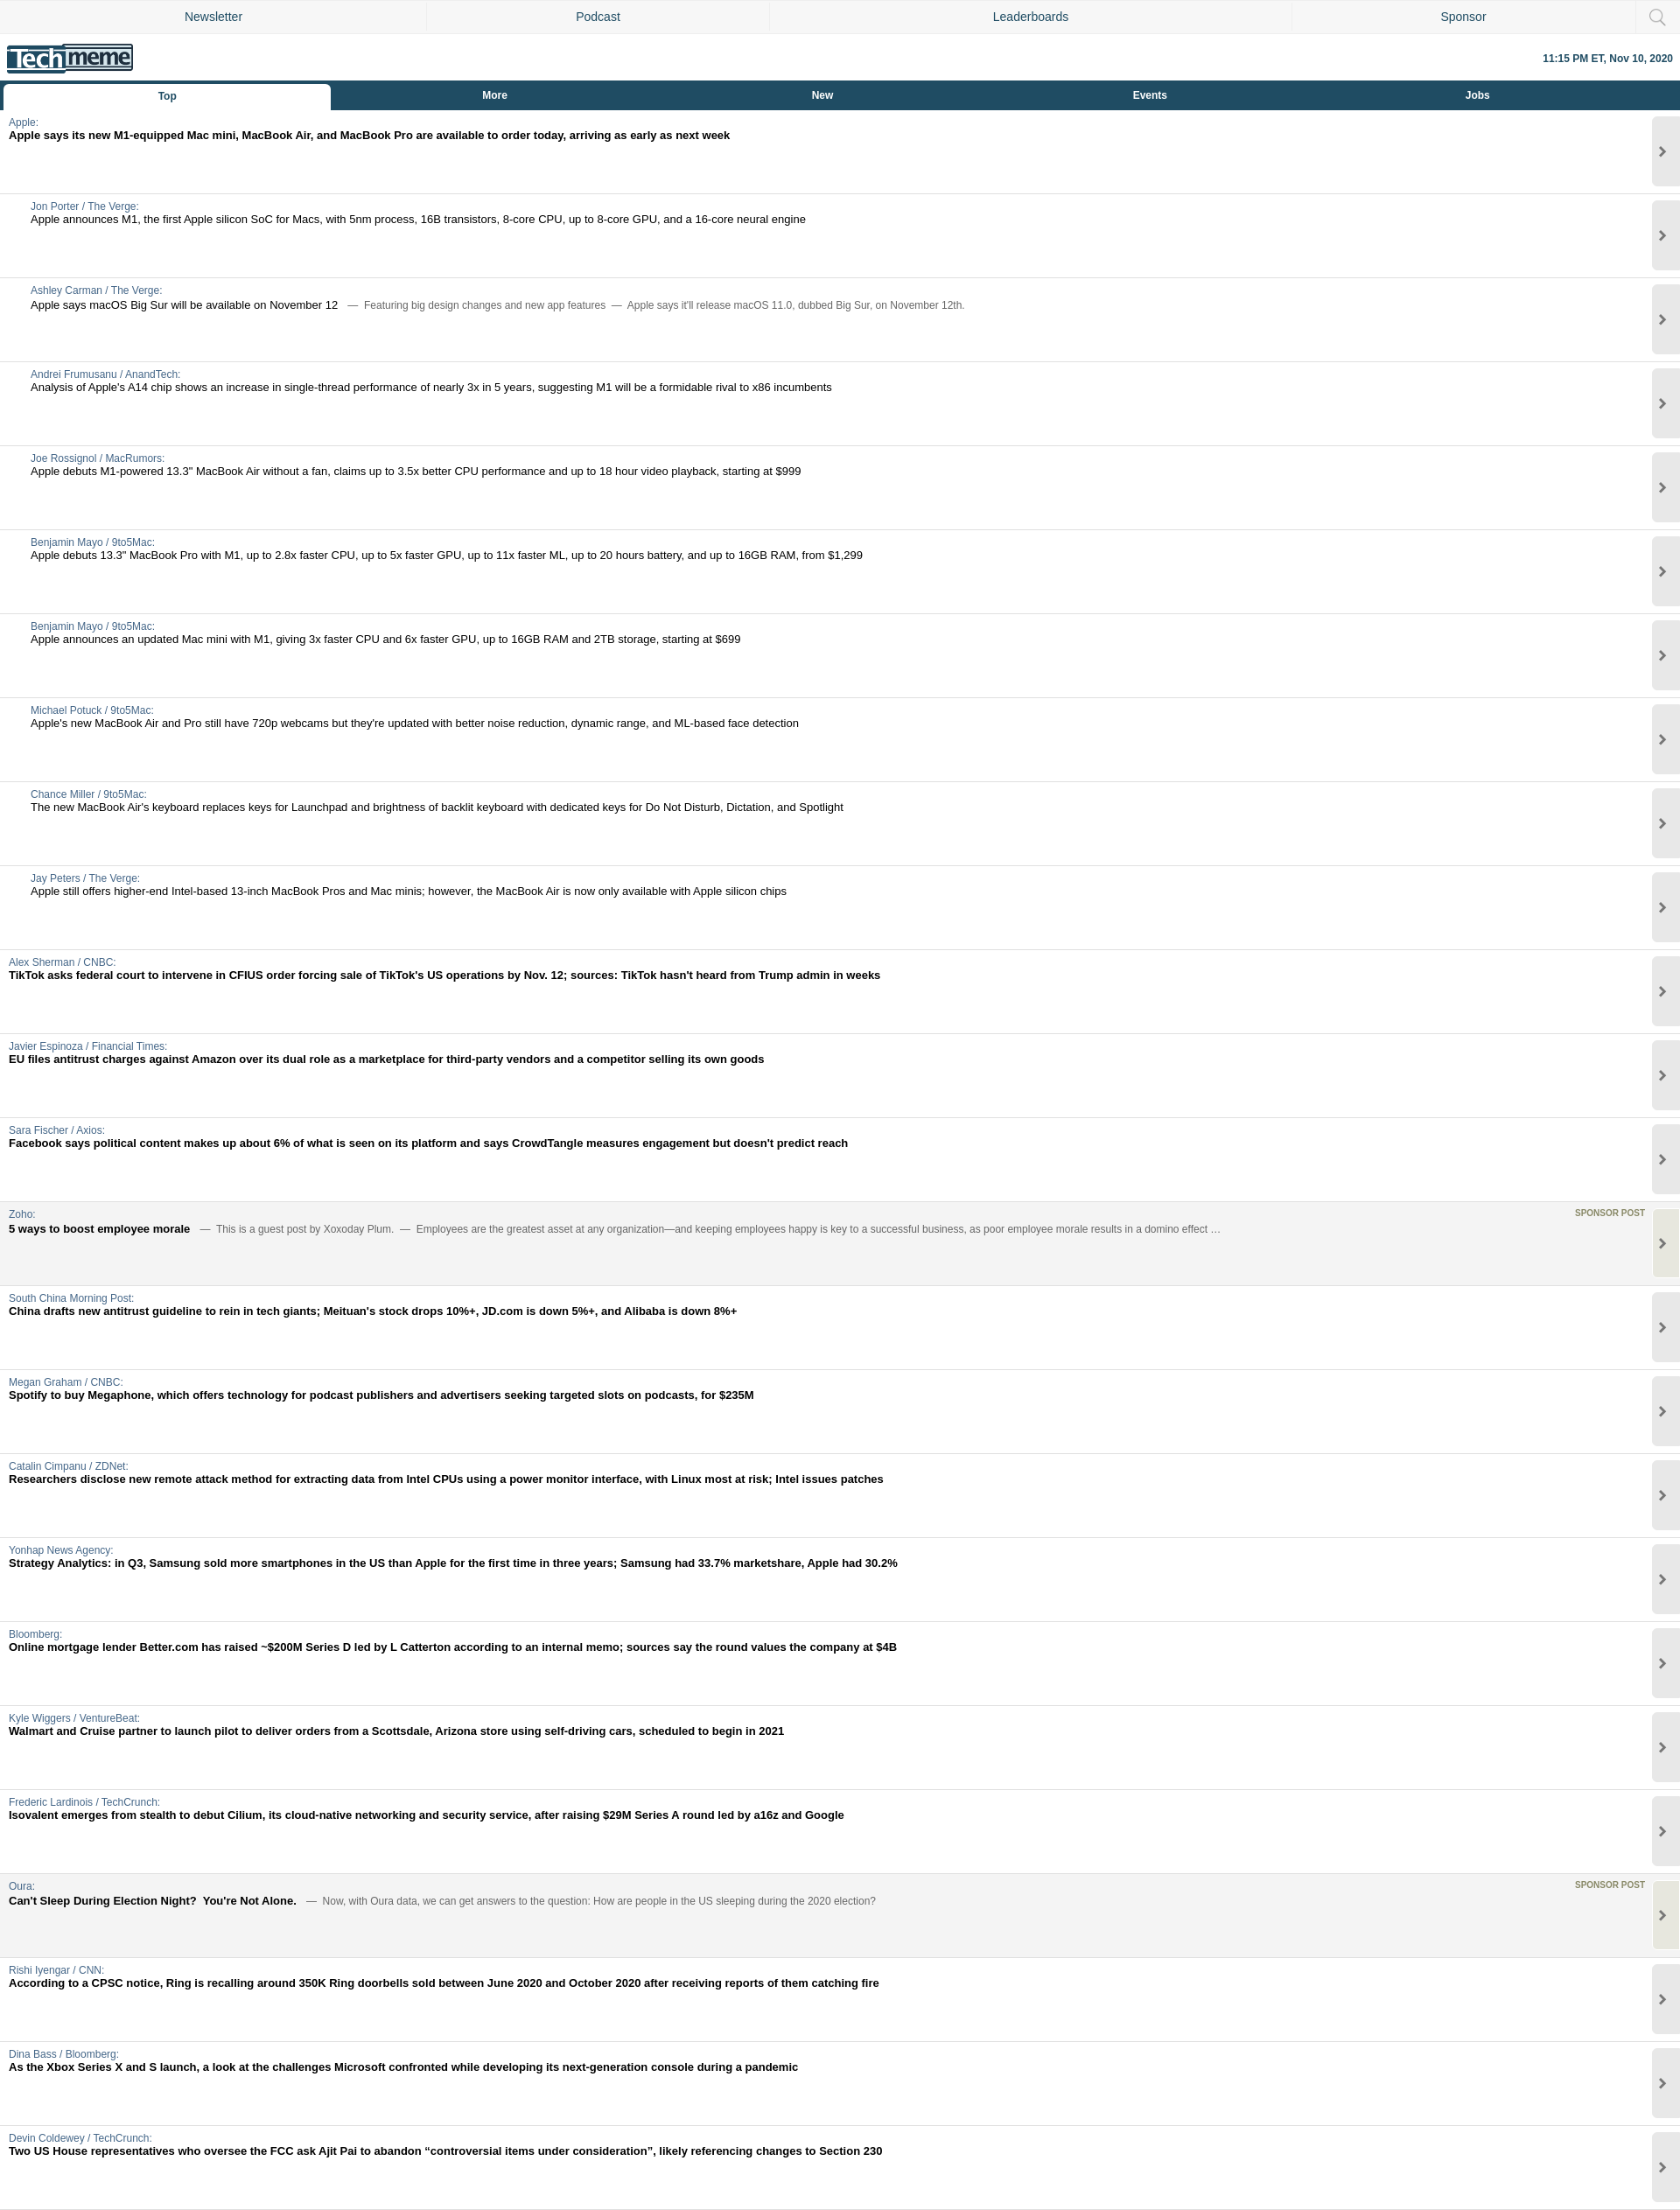 Newsletter
Podcast
Leaderboards
Sponsor
Techmeme
11:15 PM ET, Nov 10, 2020
Top
More
New
Events
Jobs
Apple:
Apple says its new M1-equipped Mac mini, MacBook Air, and MacBook Pro are available to order today, arriving as early as next week
Jon Porter / The Verge:
Apple announces M1, the first Apple silicon SoC for Macs, with 5nm process, 16B transistors, 8-core CPU, up to 8-core GPU, and a 16-core neural engine
Ashley Carman / The Verge:
Apple says macOS Big Sur will be available on November 12 — Featuring big design changes and new app features — Apple says it'll release macOS 11.0, dubbed Big Sur, on November 12th.
Andrei Frumusanu / AnandTech:
Analysis of Apple's A14 chip shows an increase in single-thread performance of nearly 3x in 5 years, suggesting M1 will be a formidable rival to x86 incumbents
Joe Rossignol / MacRumors:
Apple debuts M1-powered 13.3" MacBook Air without a fan, claims up to 3.5x better CPU performance and up to 18 hour video playback, starting at $999
Benjamin Mayo / 9to5Mac:
Apple debuts 13.3" MacBook Pro with M1, up to 2.8x faster CPU, up to 5x faster GPU, up to 11x faster ML, up to 20 hours battery, and up to 16GB RAM, from $1,299
Benjamin Mayo / 9to5Mac:
Apple announces an updated Mac mini with M1, giving 3x faster CPU and 6x faster GPU, up to 16GB RAM and 2TB storage, starting at $699
Michael Potuck / 9to5Mac:
Apple's new MacBook Air and Pro still have 720p webcams but they're updated with better noise reduction, dynamic range, and ML-based face detection
Chance Miller / 9to5Mac:
The new MacBook Air's keyboard replaces keys for Launchpad and brightness of backlit keyboard with dedicated keys for Do Not Disturb, Dictation, and Spotlight
Jay Peters / The Verge:
Apple still offers higher-end Intel-based 13-inch MacBook Pros and Mac minis; however, the MacBook Air is now only available with Apple silicon chips
Alex Sherman / CNBC:
TikTok asks federal court to intervene in CFIUS order forcing sale of TikTok's US operations by Nov. 12; sources: TikTok hasn't heard from Trump admin in weeks
Javier Espinoza / Financial Times:
EU files antitrust charges against Amazon over its dual role as a marketplace for third-party vendors and a competitor selling its own goods
Sara Fischer / Axios:
Facebook says political content makes up about 6% of what is seen on its platform and says CrowdTangle measures engagement but doesn't predict reach
Zoho:
SPONSOR POST
5 ways to boost employee morale — This is a guest post by Xoxoday Plum. — Employees are the greatest asset at any organization—and keeping employees happy is key to a successful business, as poor employee morale results in a domino effect …
South China Morning Post:
China drafts new antitrust guideline to rein in tech giants; Meituan's stock drops 10%+, JD.com is down 5%+, and Alibaba is down 8%+
Megan Graham / CNBC:
Spotify to buy Megaphone, which offers technology for podcast publishers and advertisers seeking targeted slots on podcasts, for $235M
Catalin Cimpanu / ZDNet:
Researchers disclose new remote attack method for extracting data from Intel CPUs using a power monitor interface, with Linux most at risk; Intel issues patches
Yonhap News Agency:
Strategy Analytics: in Q3, Samsung sold more smartphones in the US than Apple for the first time in three years; Samsung had 33.7% marketshare, Apple had 30.2%
Bloomberg:
Online mortgage lender Better.com has raised ~$200M Series D led by L Catterton according to an internal memo; sources say the round values the company at $4B
Kyle Wiggers / VentureBeat:
Walmart and Cruise partner to launch pilot to deliver orders from a Scottsdale, Arizona store using self-driving cars, scheduled to begin in 2021
Frederic Lardinois / TechCrunch:
Isovalent emerges from stealth to debut Cilium, its cloud-native networking and security service, after raising $29M Series A round led by a16z and Google
Oura:
SPONSOR POST
Can't Sleep During Election Night? You're Not Alone. — Now, with Oura data, we can get answers to the question: How are people in the US sleeping during the 2020 election?
Rishi Iyengar / CNN:
According to a CPSC notice, Ring is recalling around 350K Ring doorbells sold between June 2020 and October 2020 after receiving reports of them catching fire
Dina Bass / Bloomberg:
As the Xbox Series X and S launch, a look at the challenges Microsoft confronted while developing its next-generation console during a pandemic
Devin Coldewey / TechCrunch:
Two US House representatives who oversee the FCC ask Ajit Pai to abandon “controversial items under consideration”, likely referencing changes to Section 230